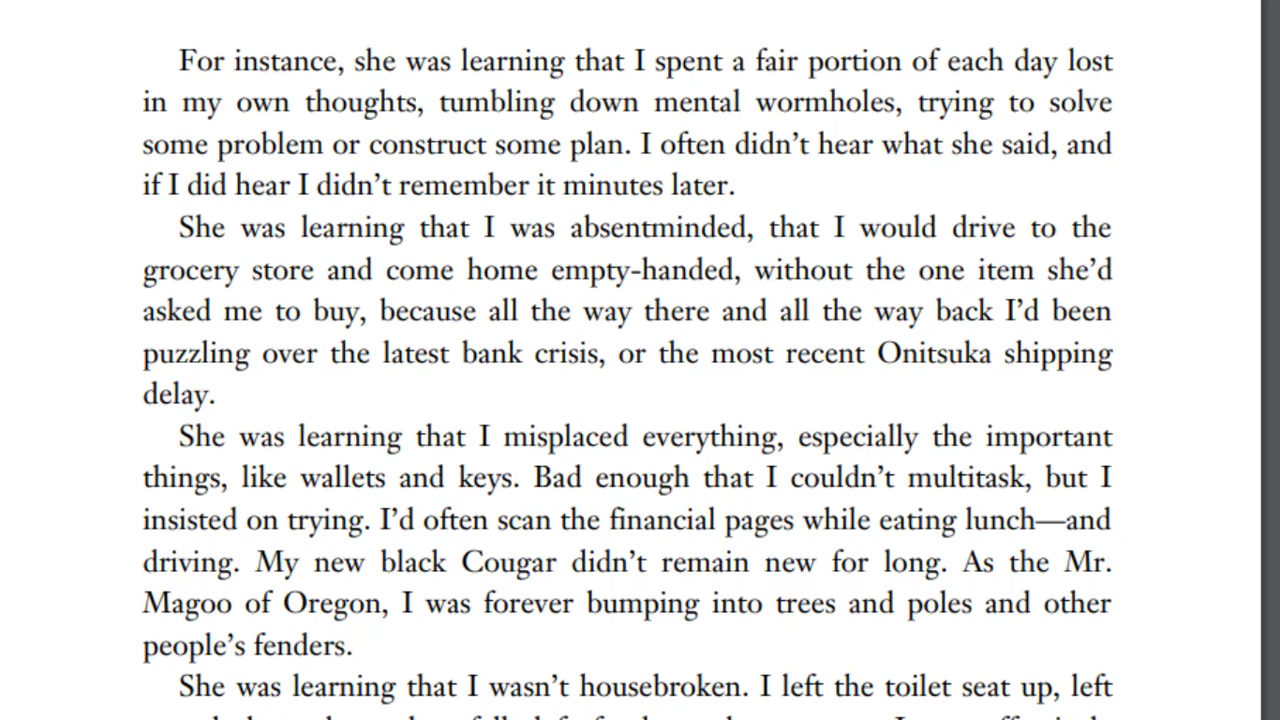 For instance, she was learning that I spent a fair portion of each day lost
in my own thoughts, tumbling down mental wormholes, trying to solve
some problem or construct some plan. I often didn’t hear what she said, and
if I did hear I didn’t remember it minutes later.
She was learning that I was absentminded, that I would drive to the
grocery store and come home empty-handed, without the one item she’d
asked me to buy, because all the way there and all the way back I’d been
puzzling over the latest bank crisis, or the most recent Onitsuka shipping
delay.
She was learning that I misplaced everything, especially the important
things, like wallets and keys. Bad enough that I couldn’t multitask, but I
insisted on trying. I’d often scan the financial pages while eating lunch—and
driving. My new black Cougar didn’t remain new for long. As the Mr.
Magoo of Oregon, I was forever bumping into trees and poles and other
people’s fenders.
She was learning that I wasn’t housebroken. I left the toilet seat up, left